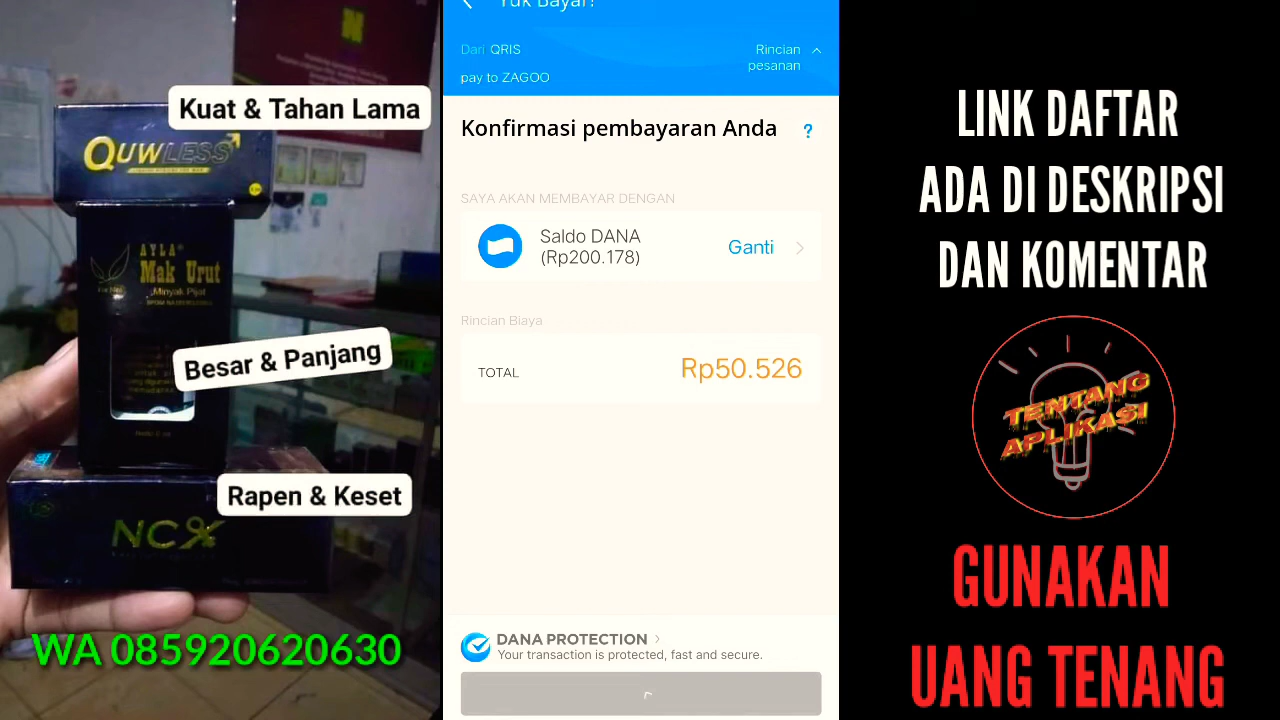 Kuat & Tahan Lama
QUWLESS
AYLA
Mak Urut
Minyak Pijat
Besar & Panjang
Rapen & Keset
NCX
WA 085920620630
Yuk Bayar!
Dari QRIS
pay to ZAGOO
Rincian
pesanan
Konfirmasi pembayaran Anda
?
SAYA AKAN MEMBAYAR DENGAN
Saldo DANA
(Rp200.178)
Ganti
Rincian Biaya
TOTAL
Rp50.526
DANA PROTECTION
Your transaction is protected, fast and secure.
LINK DAFTAR
ADA DI DESKRIPSI
DAN KOMENTAR
TENTANG
APLIKASI
GUNAKAN
UANG TENANG